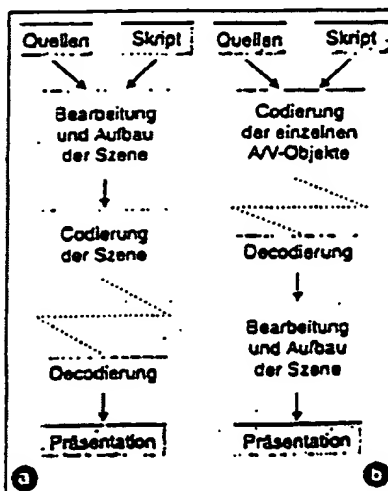 Quellen
Skript
Bearbeitung
und Aufbau
der Szene
Codierung
der Szene
Decodierung
Präsentation
a
Quellen
Skript
Codierung
der einzelnen
A/V-Objekte
Decodierung
Bearbeitung
und Aufbau
der Szene
Präsentation
b